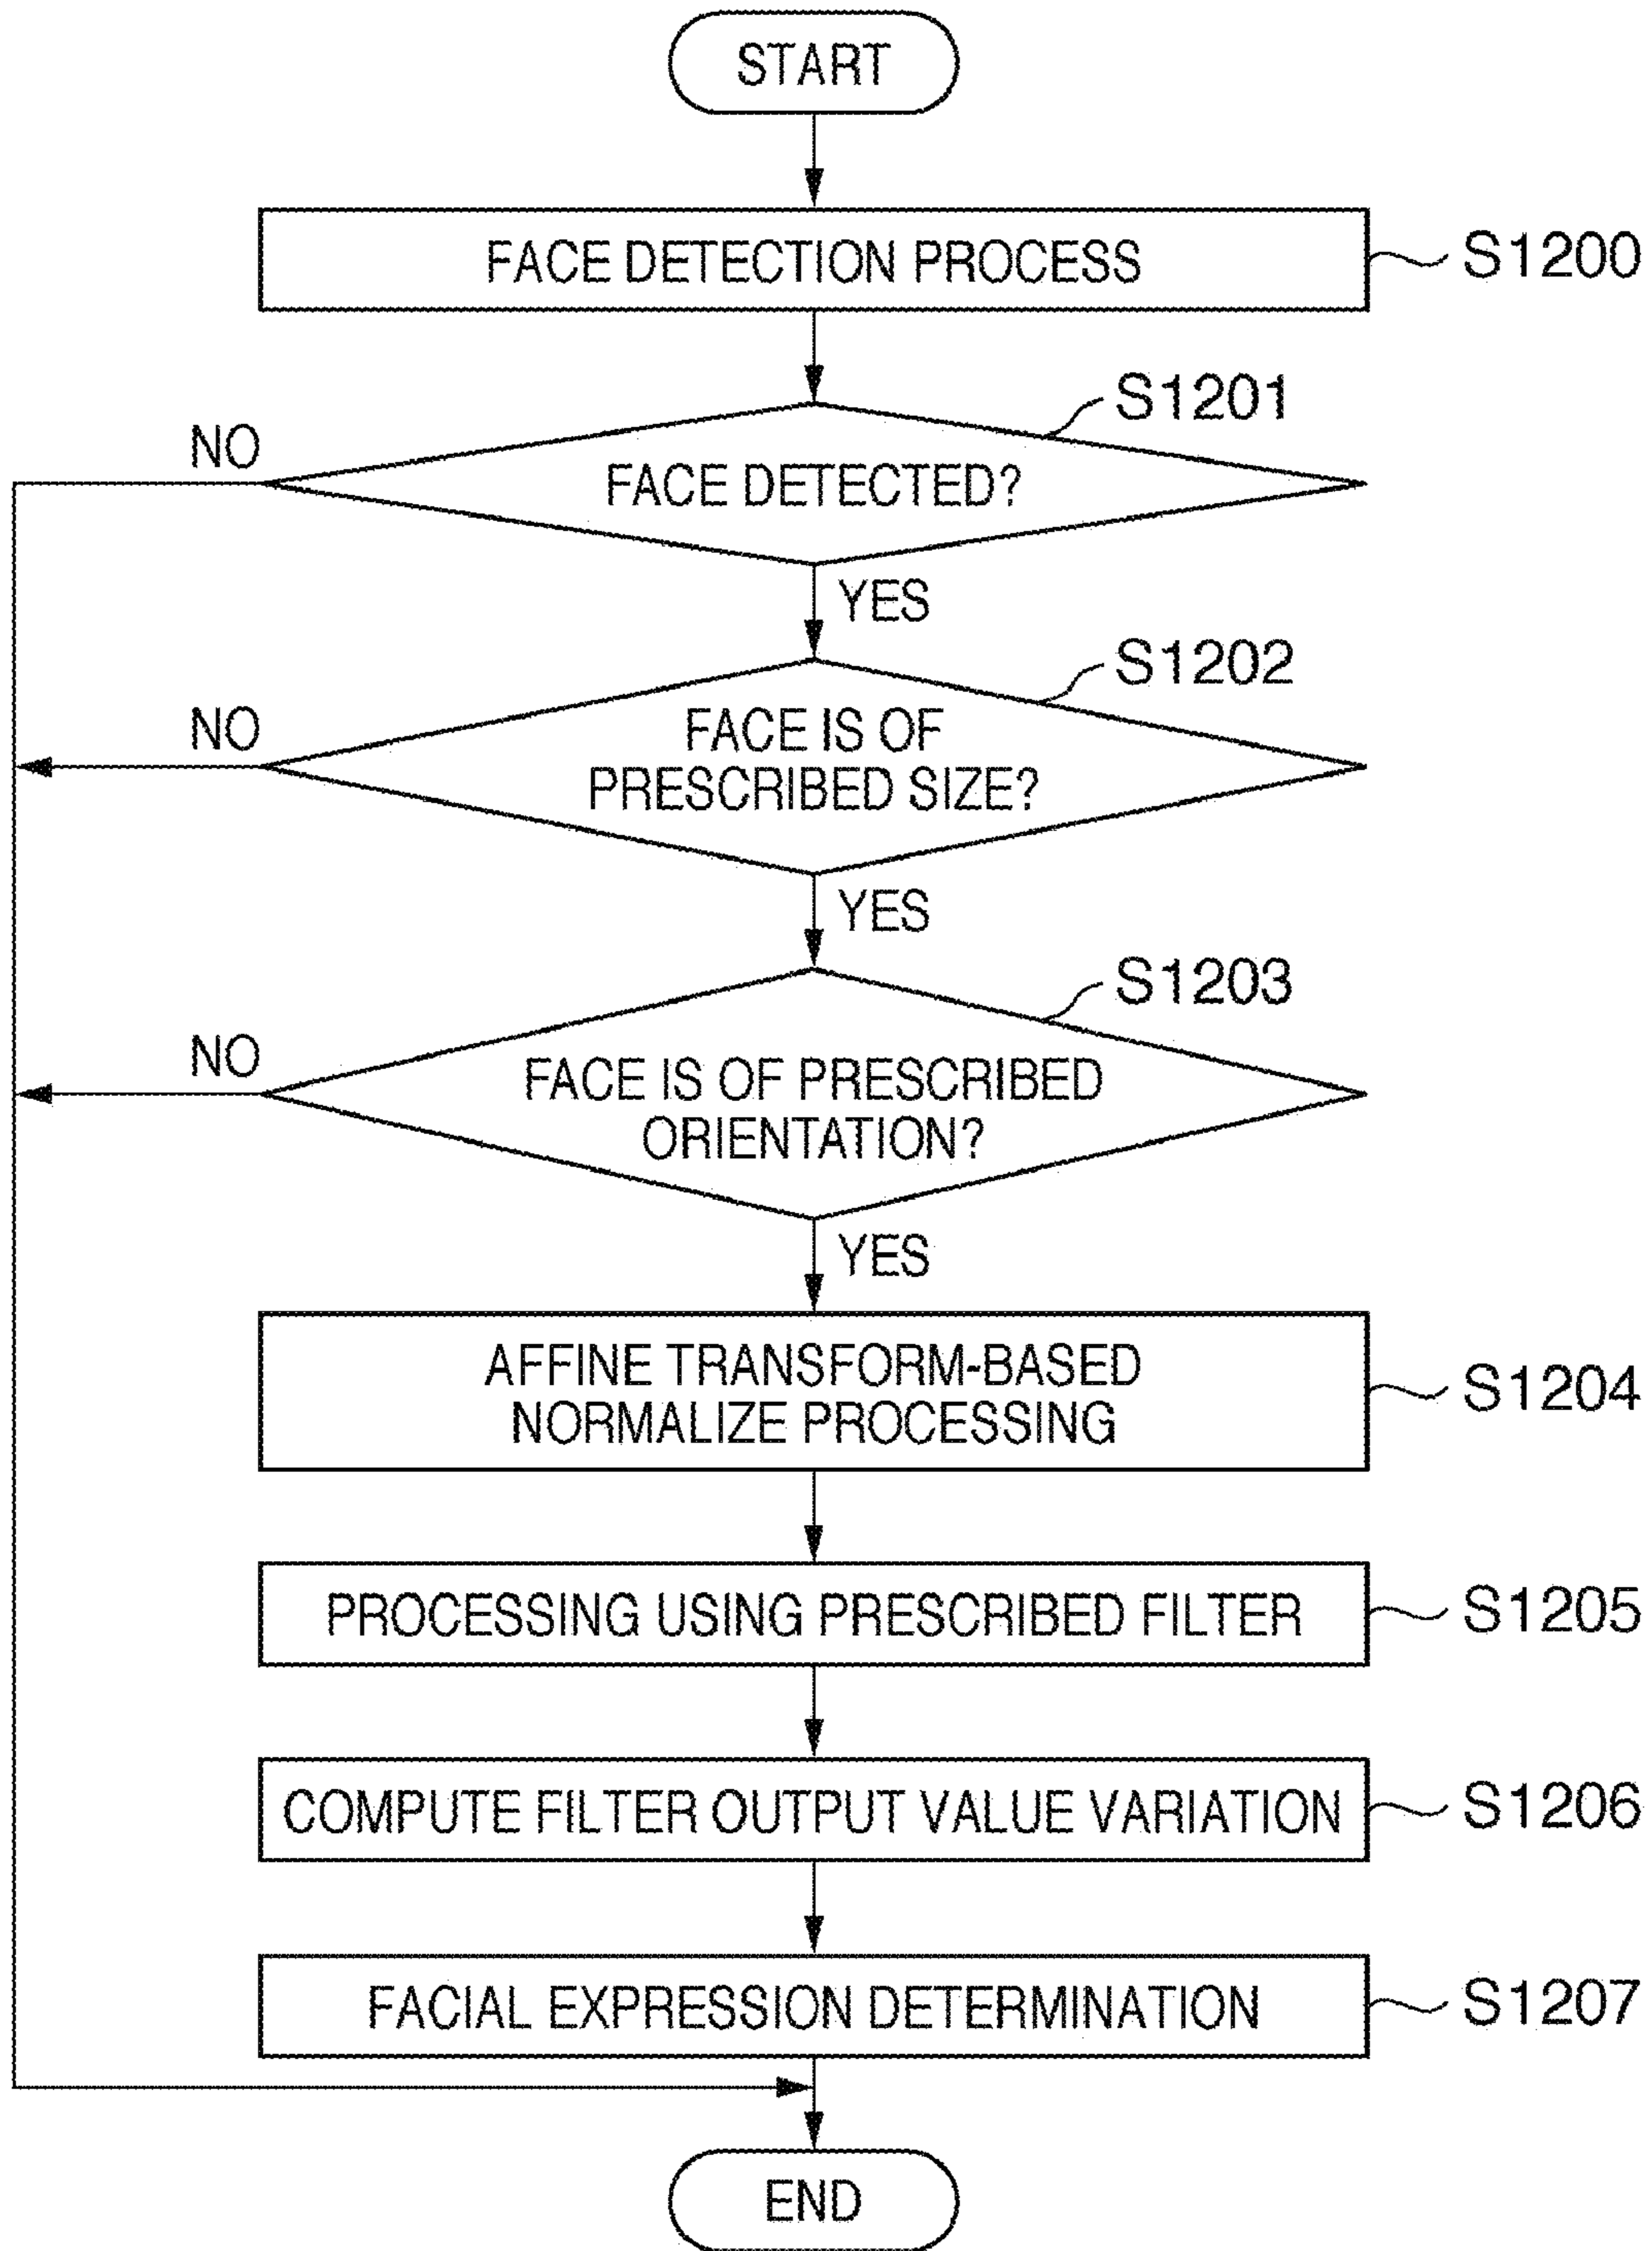 START
FACE DETECTION PROCESS
S1200
S1201
NO
FACE DETECTED?
YES
S1202
NO
FACE IS OF
PRESCRIBED SIZE?
YES
S1203
NO
FACE IS OF PRESCRIBED
ORIENTATION?
YES
AFFINE TRANSFORM-BASED
NORMALIZE PROCESSING
S1204
PROCESSING USING PRESCRIBED FILTER
S1205
COMPUTE FILTER OUTPUT VALUE VARIATION
S1206
FACIAL EXPRESSION DETERMINATION
S1207
END